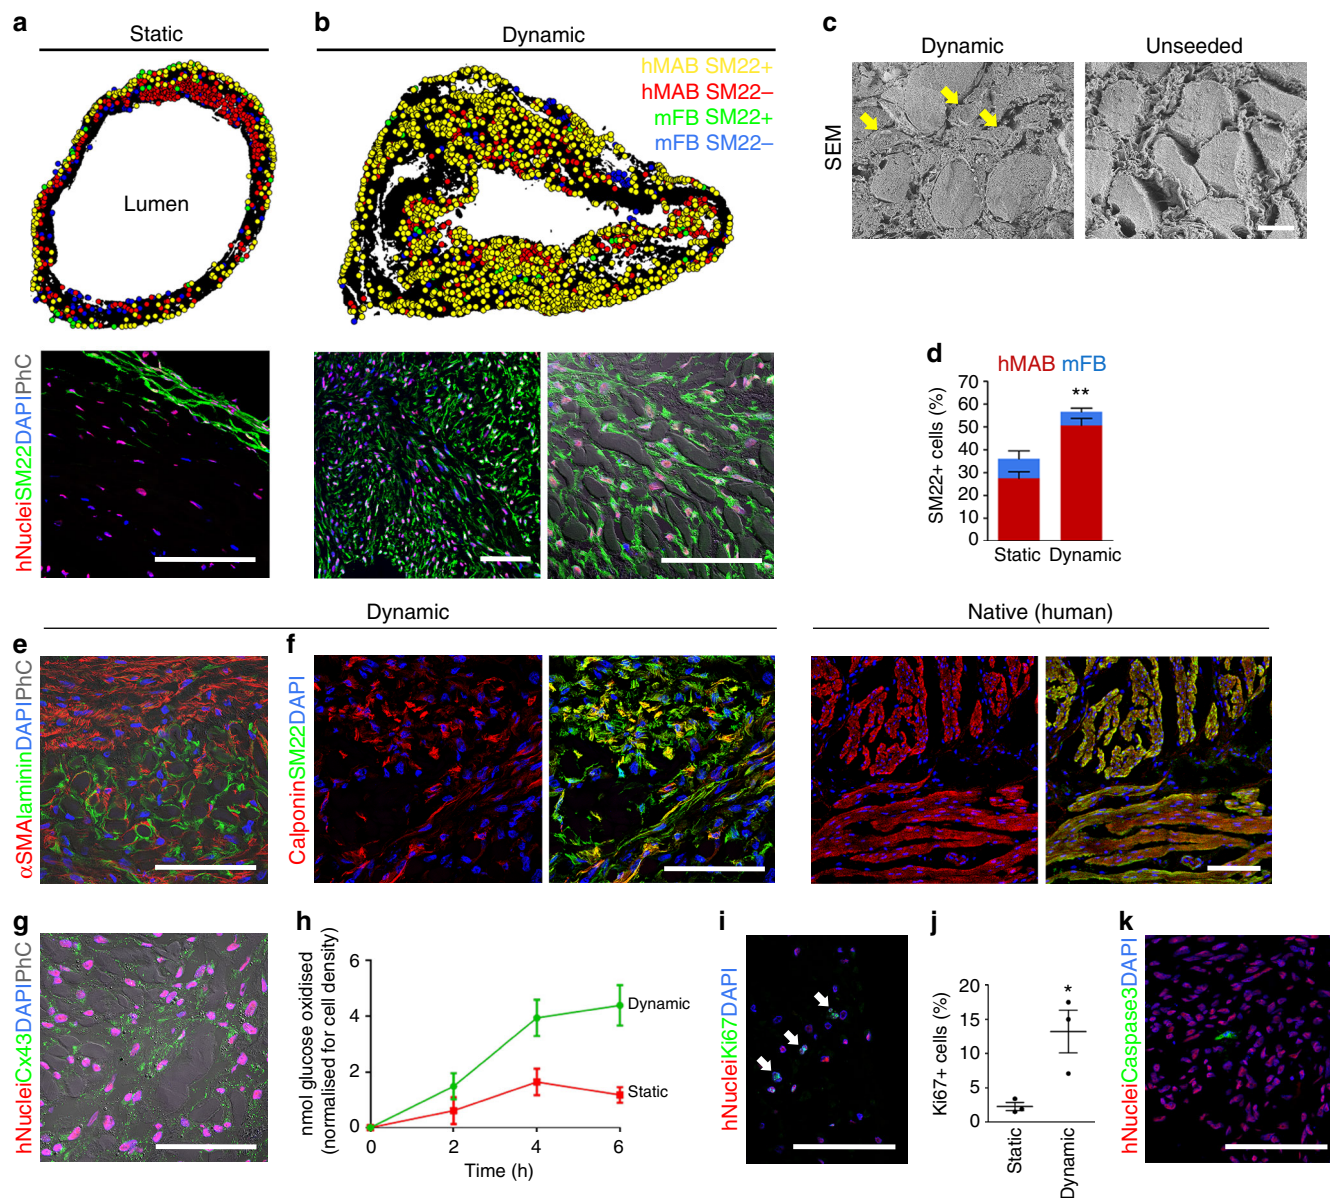 a
Static
Lumen
hNucleiSM22DAPIPhC
b
Dynamic
hMAB SM22+
hMAB SM22–
mFB SM22+
mFB SM22–
c
Dynamic
Unseeded
SEM
d
hMAB mFB
SM22+ cells (%)
70
60
50
40
30
20
10
0
**
Static
Dynamic
Dynamic
Native (human)
e
αSMAlamininDAPIPhC
f
CalponinSM22DAPI
g
hNucleiCx43DAPIPhC
h
nmol glucose oxidised
(normalised for cell density)
6
4
2
0
Dynamic
Static
0
2
4
6
Time (h)
i
hNucleiKi67DAPI
j
Ki67+ cells (%)
20
15
10
5
0
*
Static
Dynamic
k
hNucleiCaspase3DAPI